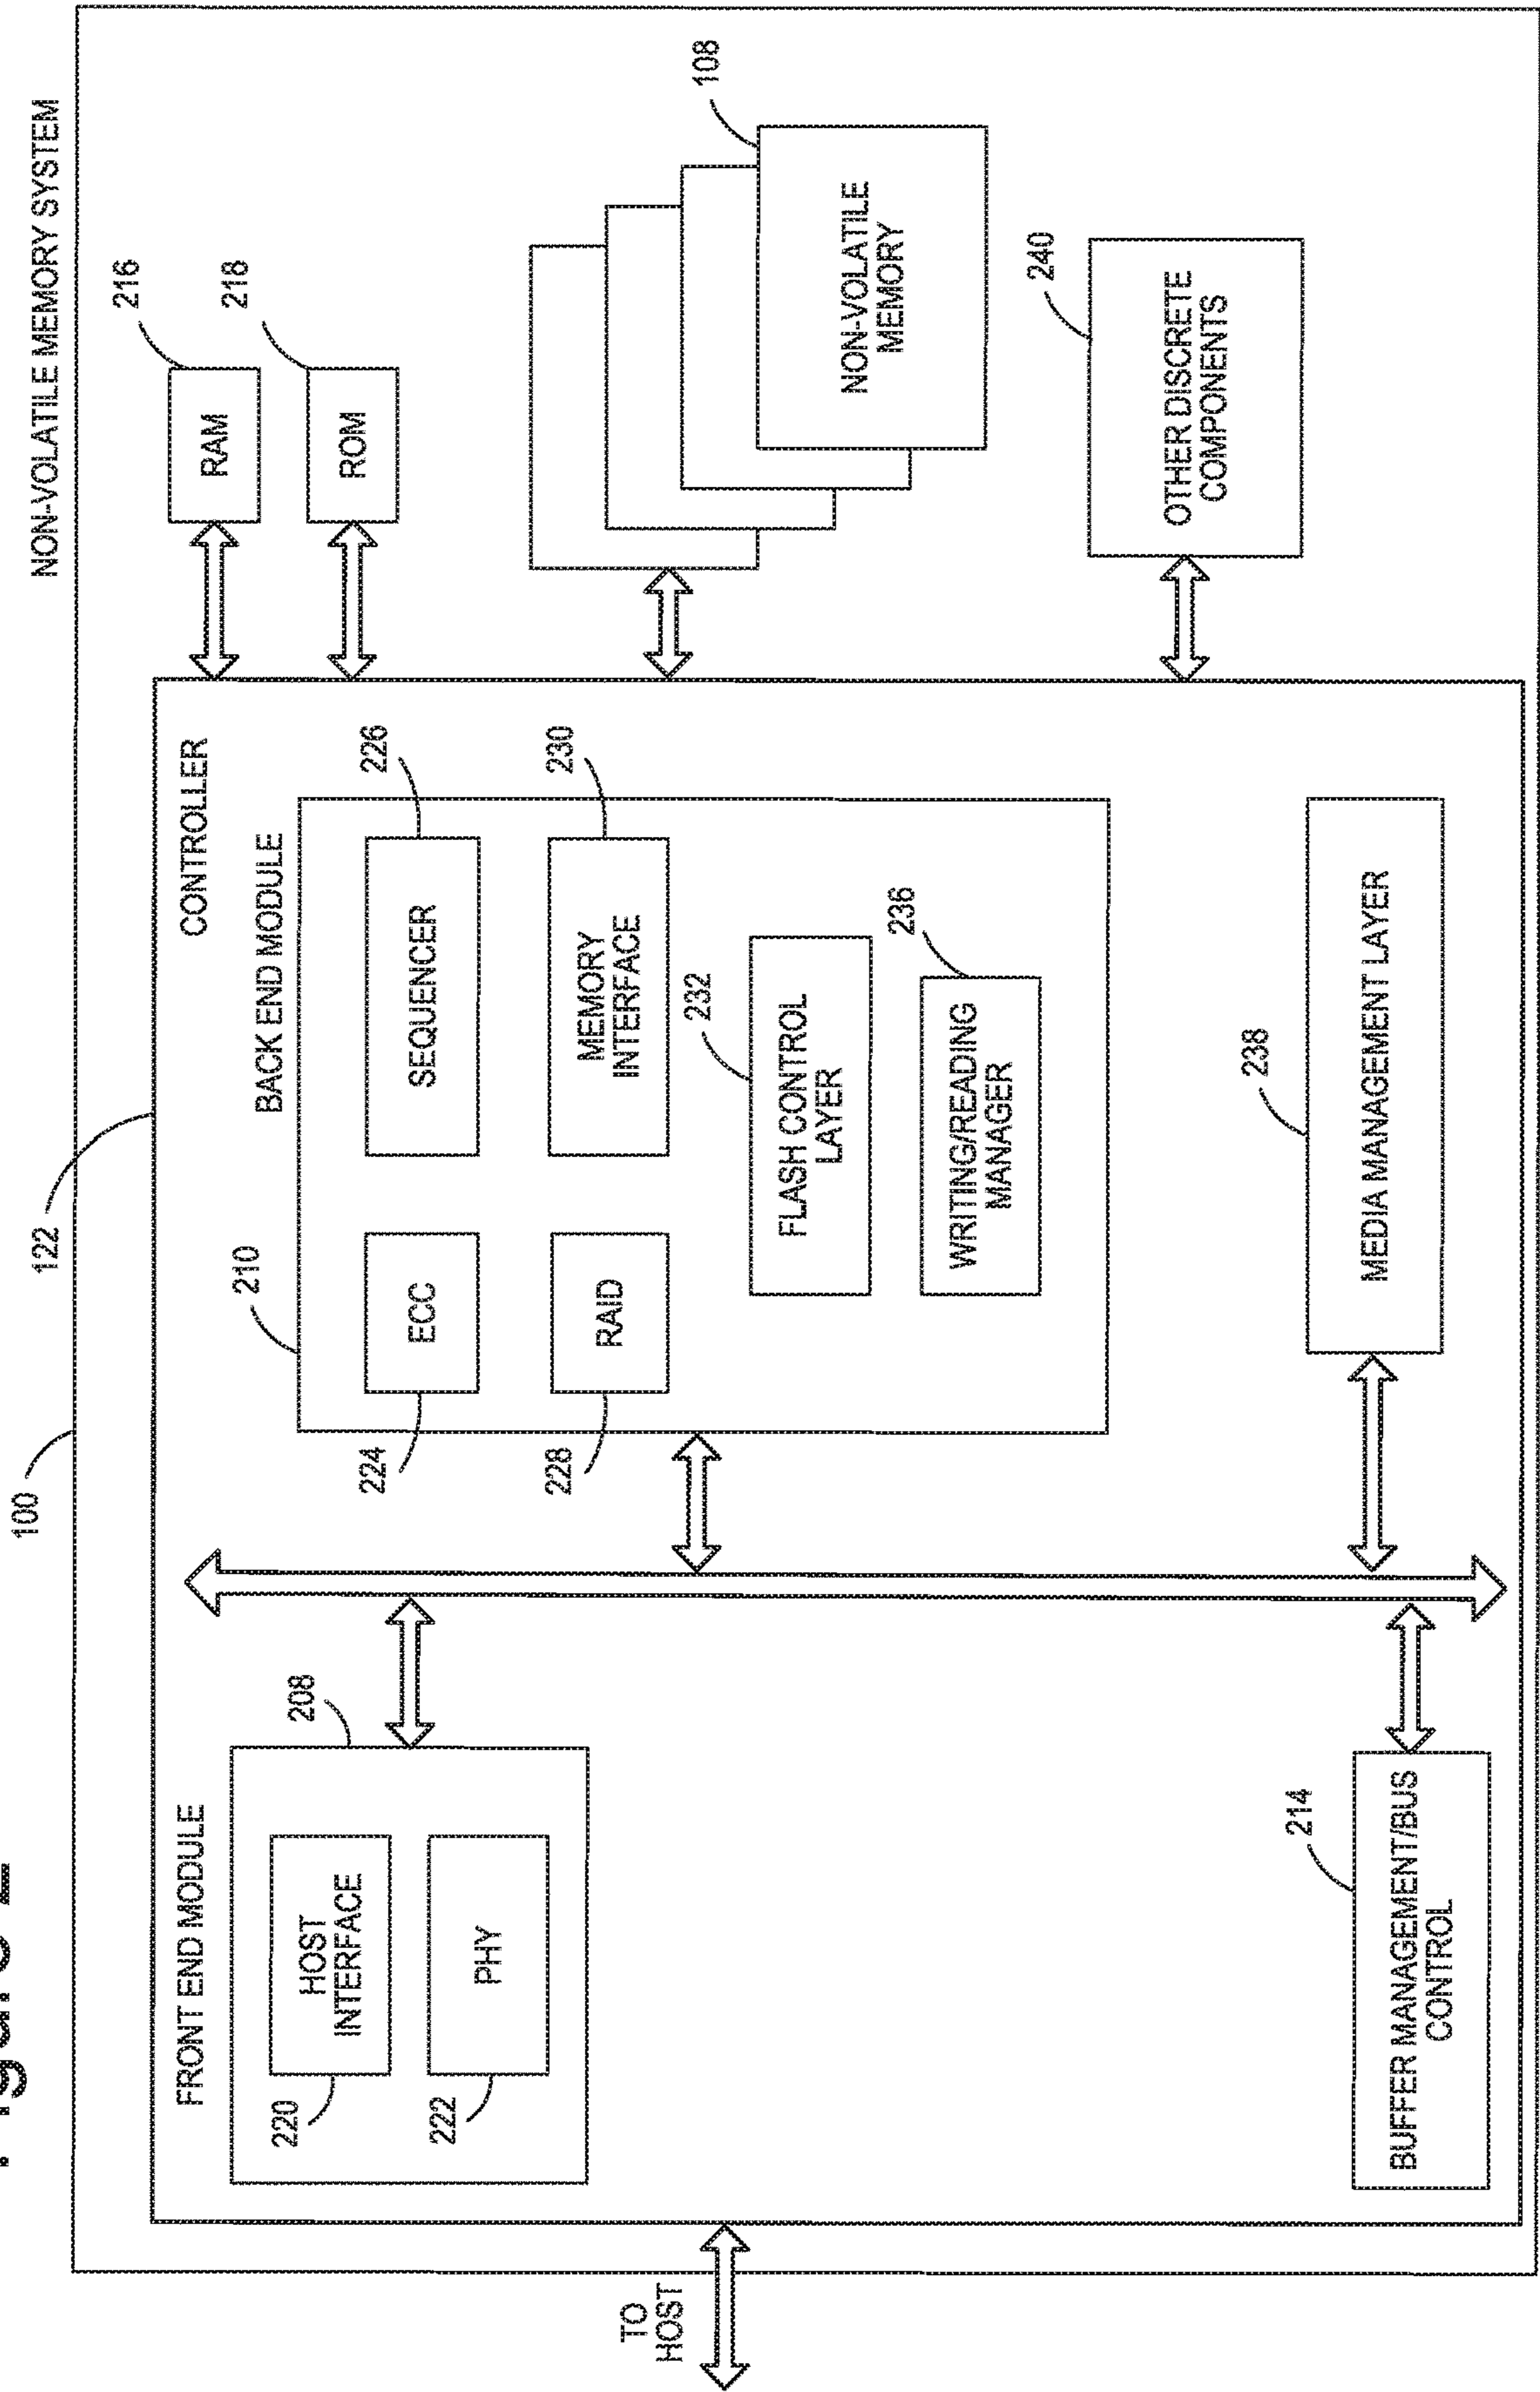 NON-VOLATILE MEMORY SYSTEM
100
122
CONTROLLER
FRONT END MODULE
208
HOST
INTERFACE
220
PHY
222
BACK END MODULE
210
ECC
224
SEQUENCER
226
RAID
228
MEMORY
INTERFACE
230
FLASH CONTROL
LAYER
232
WRITING/READING
MANAGER
236
MEDIA MANAGEMENT LAYER
238
BUFFER MANAGEMENT/BUS
CONTROL
214
RAM
216
ROM
218
NON-VOLATILE
MEMORY
108
OTHER DISCRETE
COMPONENTS
240
TO
HOST